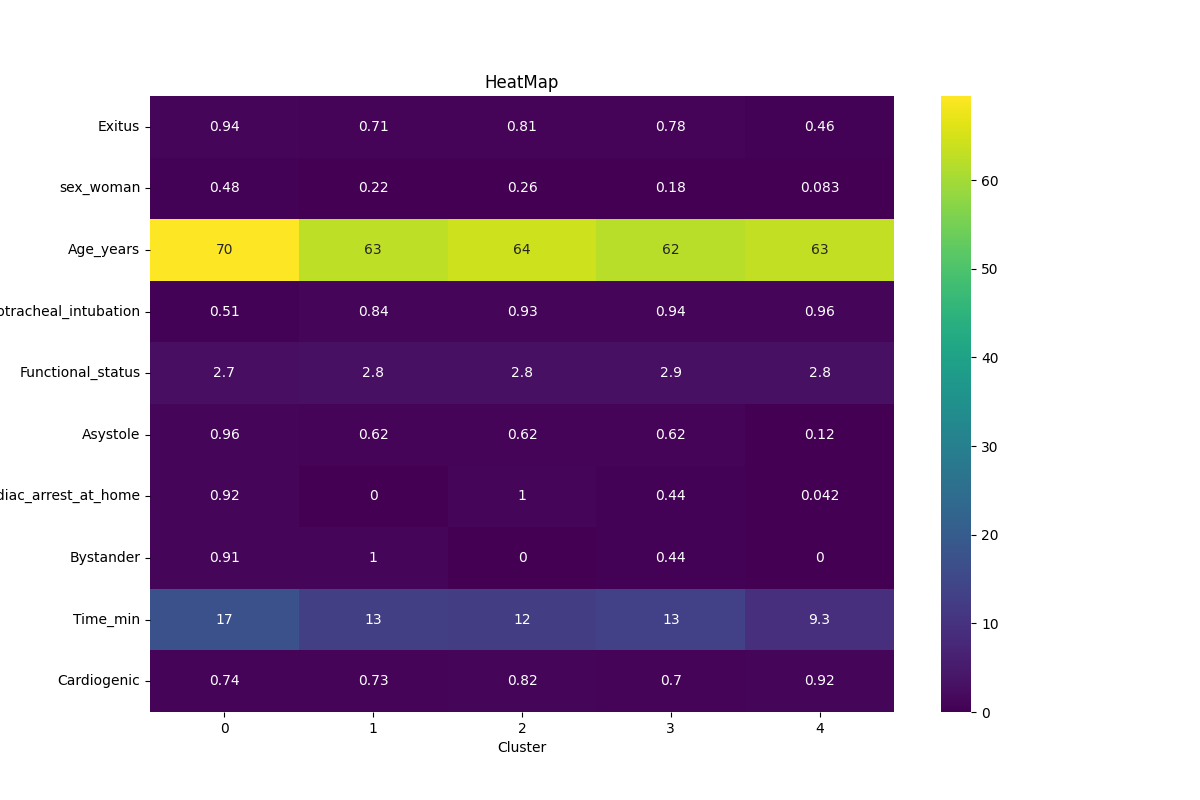 HeatMap
Exitus 0.94 0.71 0.81 0.78 0.46
sex_woman 0.48 0.22 0.26 0.18 0.083
Age_years 70 63 64 62 63
otracheal_intubation 0.51 0.84 0.93 0.94 0.96
Functional_status 2.7 2.8 2.8 2.9 2.8
Asystole 0.96 0.62 0.62 0.62 0.12
diac_arrest_at_home 0.92 0 1 0.44 0.042
Bystander 0.91 1 0 0.44 0
Time_min 17 13 12 13 9.3
Cardiogenic 0.74 0.73 0.82 0.7 0.92
0 1 2 3 4
Cluster
60
50
40
30
20
10
0